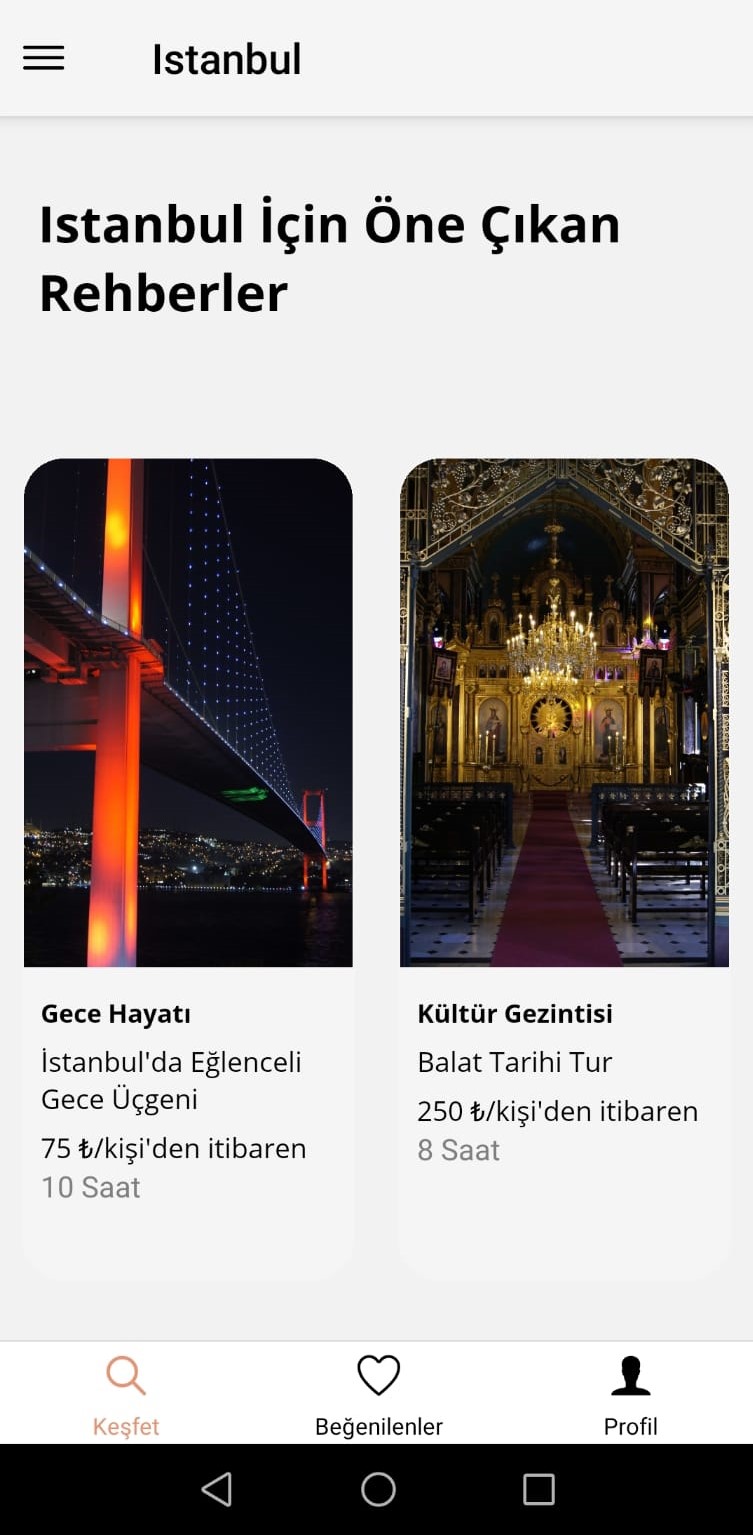 Istanbul
Istanbul İçin Öne Çıkan
Rehberler
Gece Hayatı
İstanbul'da Eğlenceli
Gece Üçgeni
75 ₺/kişi'den itibaren
10 Saat
Kültür Gezintisi
Balat Tarihi Tur
250 ₺/kişi'den itibaren
8 Saat
Keşfet
Beğenilenler
Profil